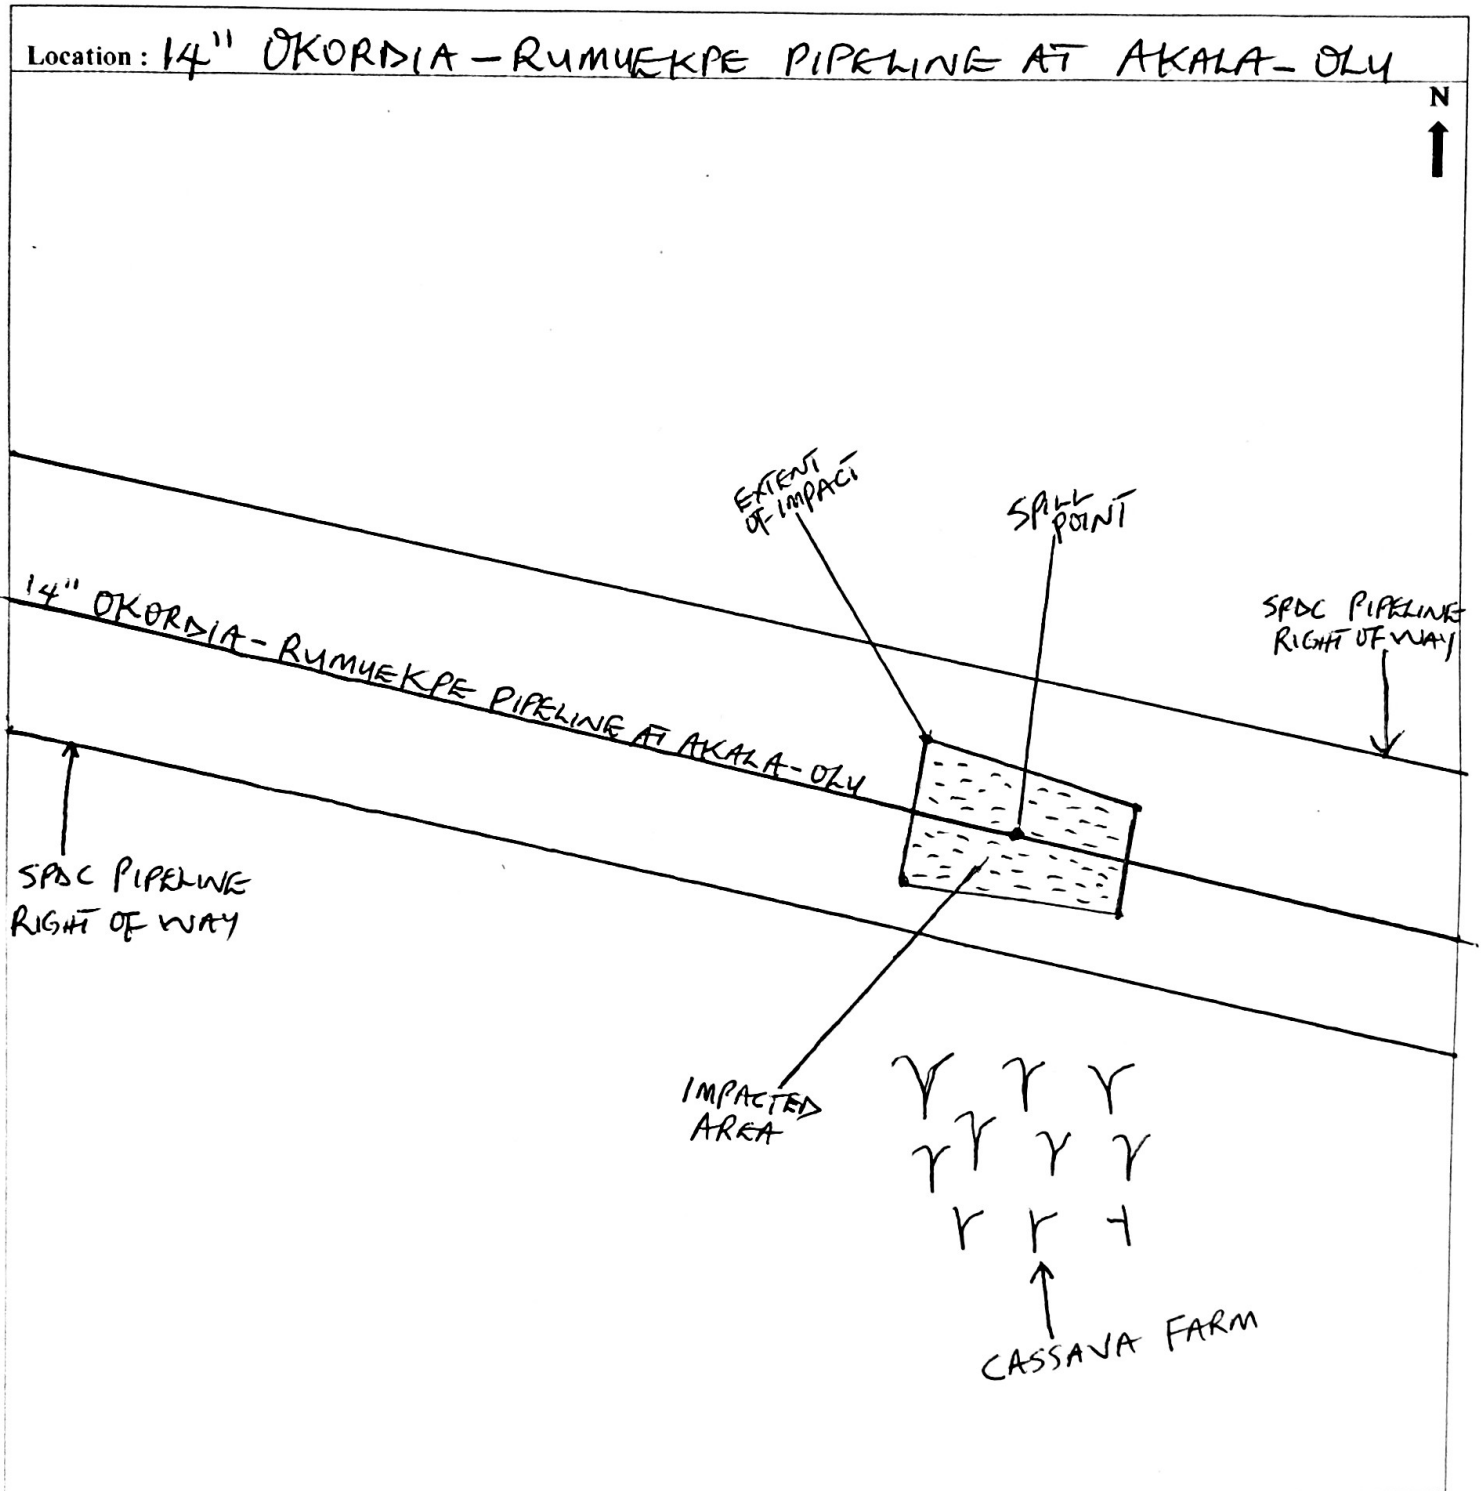 Location : 14" OKORDIA - RUMUEKPE PIPELINE AT AKALA - OLU
N
EXTENT
OF IMPACT
SPILL
POINT
SPDC PIPELINE
RIGHT OF WAY
14" OKORDIA - RUMUEKPE PIPELINE AT AKALA - OLU
SPDC PIPELINE
RIGHT OF WAY
IMPACTED
AREA
CASSAVA FARM